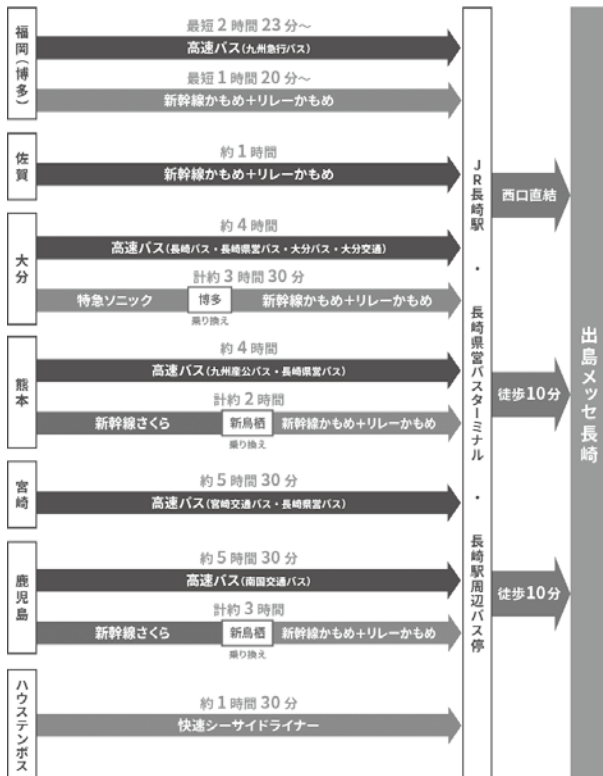 福岡(博多)
最短2時間23分～
高速バス(九州急行バス)
最短1時間20分～
新幹線かもめ+リレーかもめ
佐賀
約1時間
新幹線かもめ+リレーかもめ
大分
約4時間
高速バス(長崎バス・長崎県営バス・大分バス・大分交通)
計約3時間30分
特急ソニック
博多
新幹線かもめ+リレーかもめ
乗り換え
熊本
約4時間
高速バス(九州産交バス・長崎県営バス)
計約2時間
新幹線さくら
新鳥栖
新幹線かもめ+リレーかもめ
乗り換え
宮崎
約5時間30分
高速バス(宮崎交通バス・長崎県営バス)
鹿児島
約5時間30分
高速バス(南国交通バス)
計約3時間
新幹線さくら
新鳥栖
新幹線かもめ+リレーかもめ
乗り換え
ハウステンボス
約1時間30分
快速シーサイドライナー
JR長崎駅・長崎県営バスターミナル・長崎駅周辺バス停
西口直結
徒歩10分
徒歩10分
出島メッセ長崎